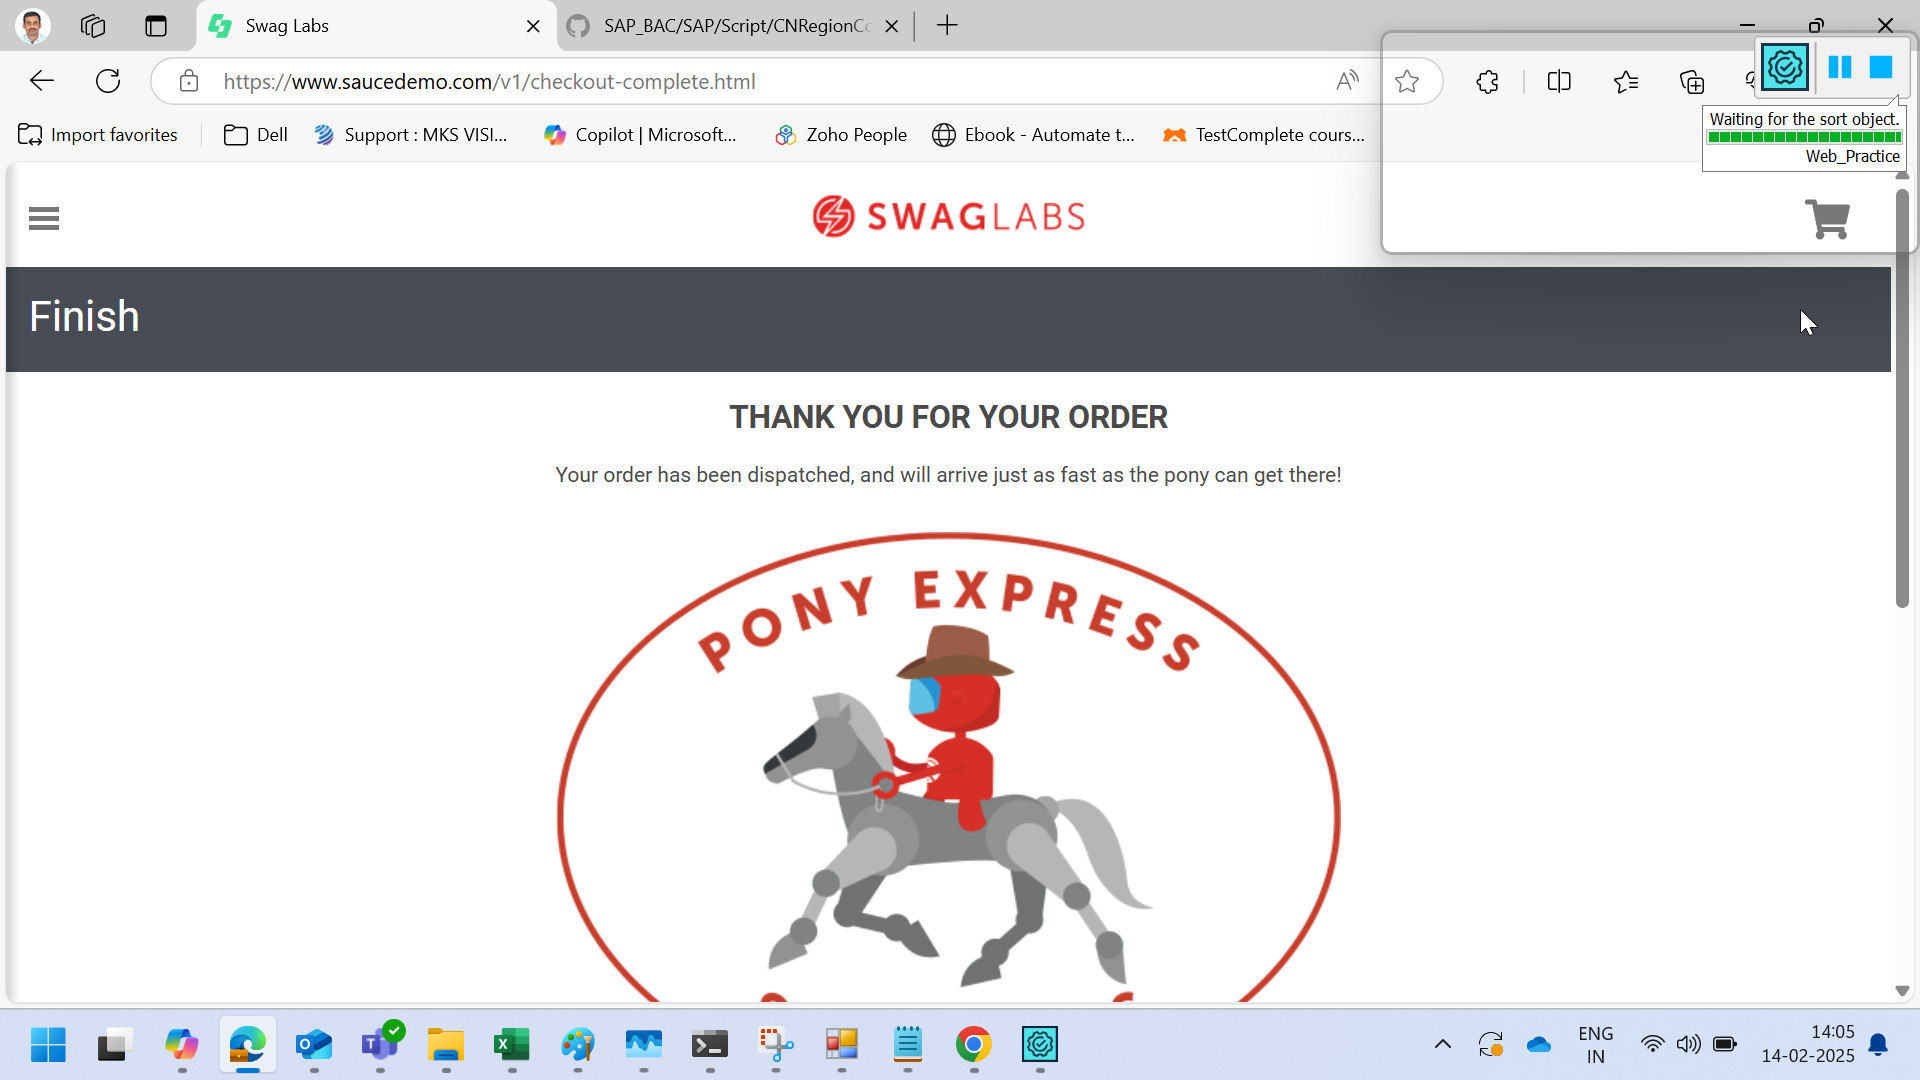 Swag Labs
SAP_BAC/SAP/Script/CNRegionCo
https://www.saucedemo.com/v1/checkout-complete.html
Import favorites
Dell
Support : MKS VISI...
Copilot | Microsoft...
Zoho People
Ebook - Automate t...
TestComplete cours...
Waiting for the sort object.
Web_Practice
SWAGLABS
Finish
THANK YOU FOR YOUR ORDER
Your order has been dispatched, and will arrive just as fast as the pony can get there!
PONY EXPRESS
ENG
IN
14:05
14-02-2025